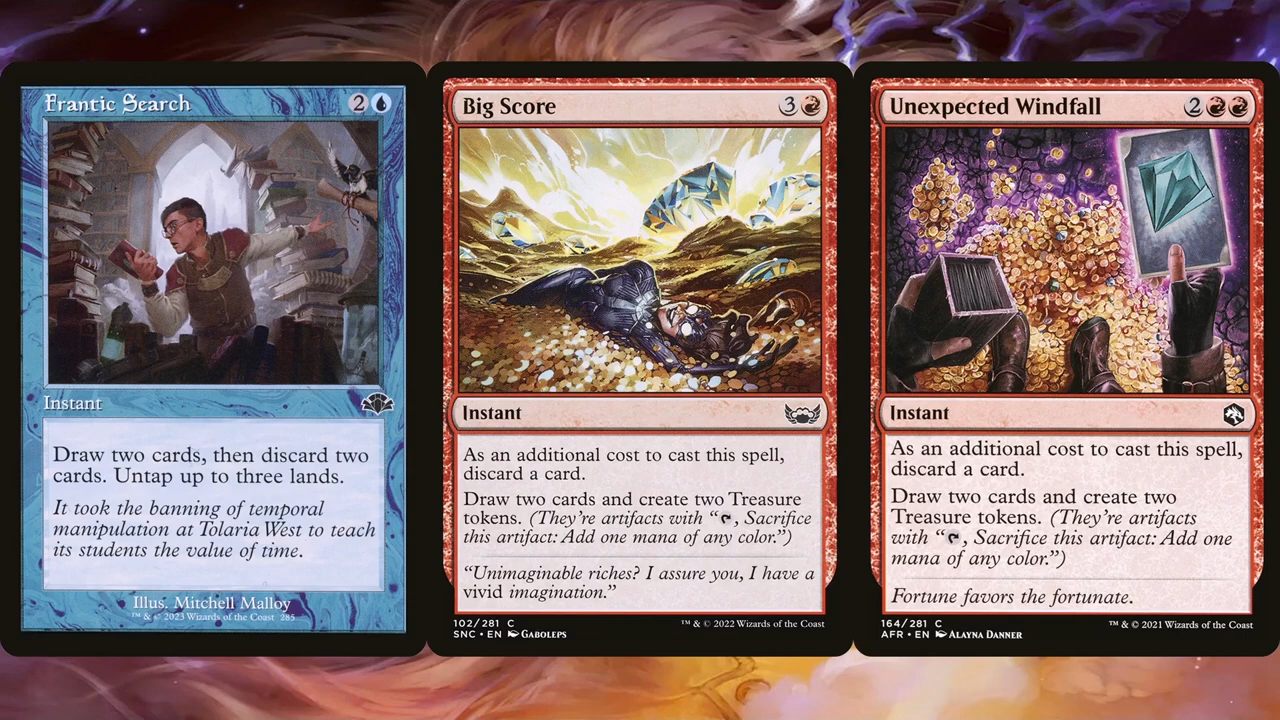 Frantic Search
2
Instant
Draw two cards, then discard two
cards. Untap up to three lands.
It took the banning of temporal
manipulation at Tolaria West to teach
its students the value of time.
Illus. Mitchell Malloy
™ & © 2023 Wizards of the Coast 285
Big Score
3
Instant
As an additional cost to cast this spell,
discard a card.
Draw two cards and create two Treasure
tokens. (They're artifacts with “, Sacrifice
this artifact: Add one mana of any color.”)
“Unimaginable riches? I assure you, I have a
vivid imagination.”
102/281 C
SNC • EN Gaboleps
™ & © 2022 Wizards of the Coast
Unexpected Windfall
2
Instant
As an additional cost to cast this spell,
discard a card.
Draw two cards and create two
Treasure tokens. (They're artifacts
with “, Sacrifice this artifact: Add one
mana of any color.”)
Fortune favors the fortunate.
164/281 C
AFR • EN Alayna Danner
™ & © 2021 Wizards of the Coast